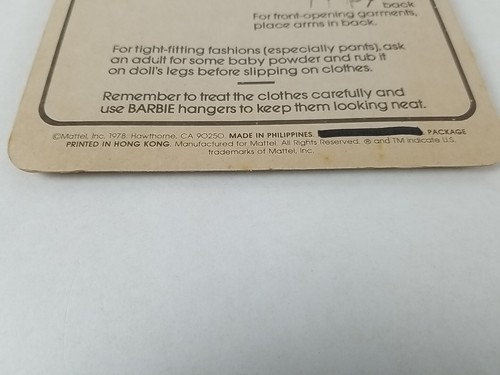 back
For front-opening garments,
place arms in back.
For tight-fitting fashions (especially pants), ask
an adult for some baby powder and rub it
on doll's legs before slipping on clothes.
Remember to treat the clothes carefully and
use BARBIE hangers to keep them looking neat.
©Mattel, Inc. 1978. Hawthorne, CA 90250. MADE IN PHILIPPINES. PACKAGE
PRINTED IN HONG KONG. Manufactured for Mattel. All Rights Reserved. ® and TM indicate U.S.
trademarks of Mattel, Inc.